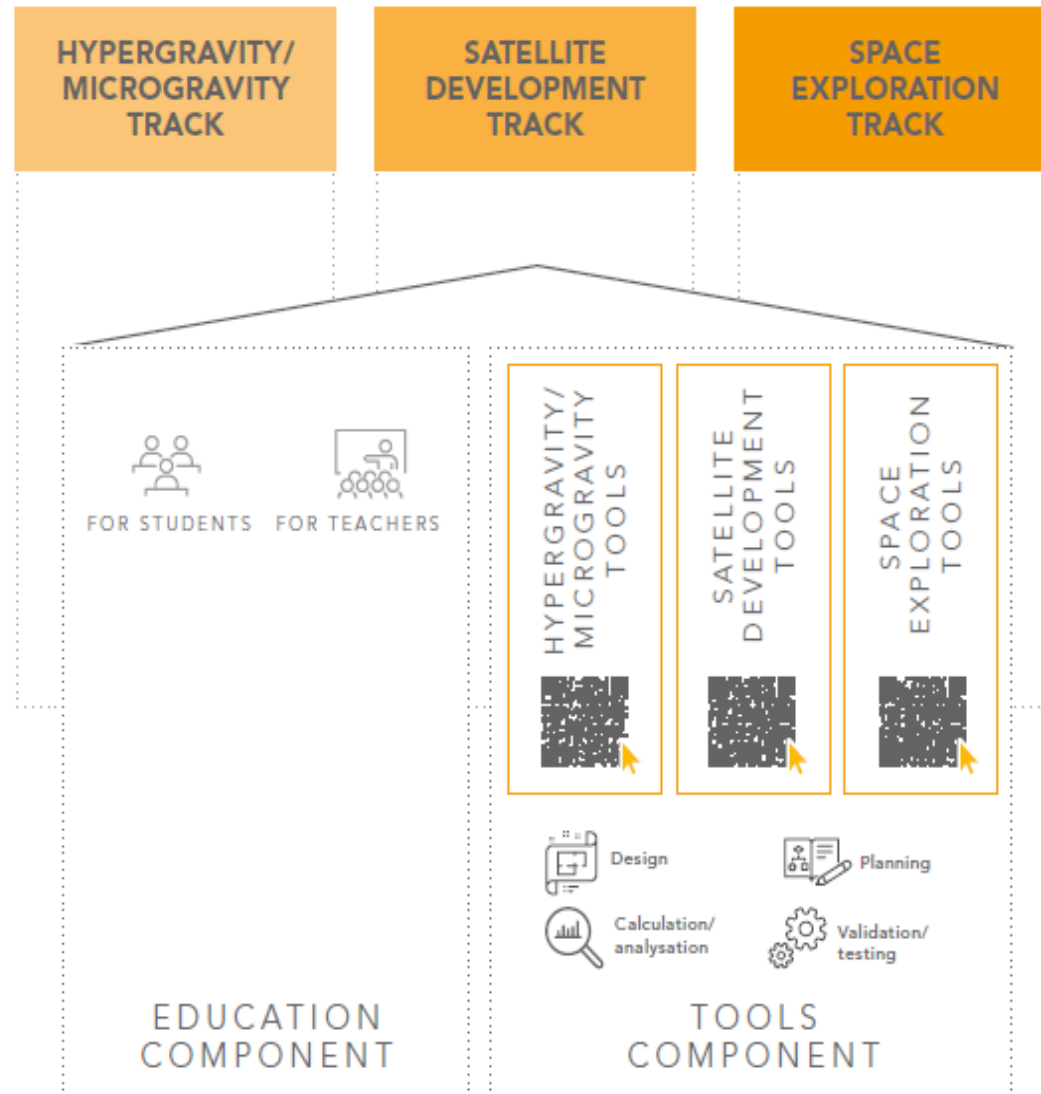 HYPERGRAVITY/
MICROGRAVITY
TRACK
SATELLITE
DEVELOPMENT
TRACK
SPACE
EXPLORATION
TRACK
FOR STUDENTS
FOR TEACHERS
HYPERGRAVITY/
MICROGRAVITY
TOOLS
SATELLITE
DEVELOPMENT
TOOLS
SPACE
EXPLORATION
TOOLS
Design
Planning
Calculation/
analysation
Validation/
testing
EDUCATION
COMPONENT
TOOLS
COMPONENT